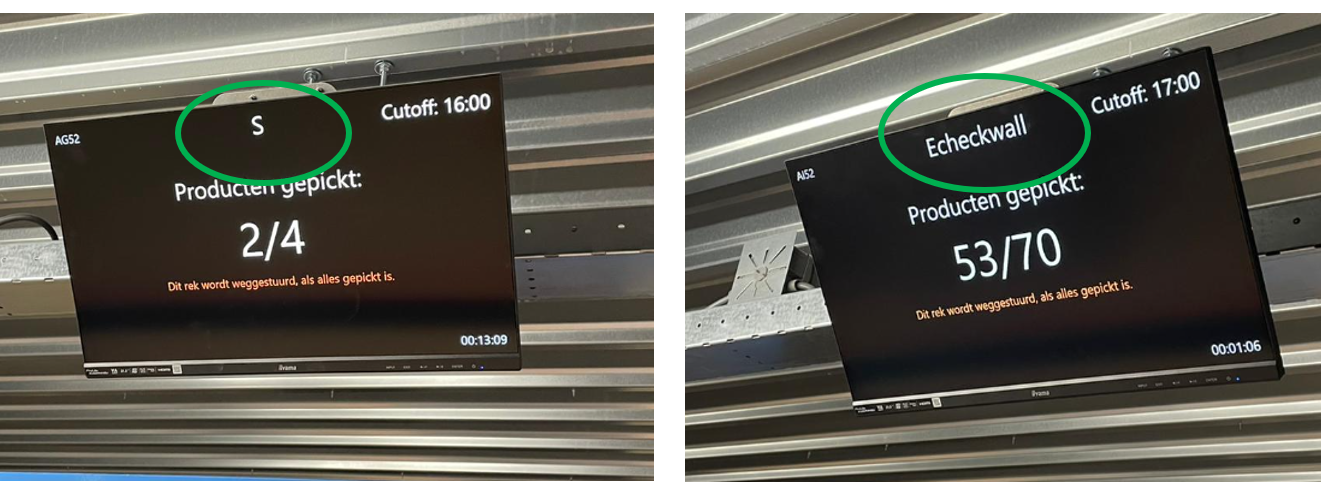 AG52
S
Cutoff: 16:00
Producten gepickt:
2/4
Dit rek wordt weggestuurd, als alles gepickt is.
00:13:09
iiyama
AI52
Echeckwall
Cutoff: 17:00
Producten gepickt:
53/70
Dit rek wordt weggestuurd, als alles gepickt is.
00:01:06
iiyama